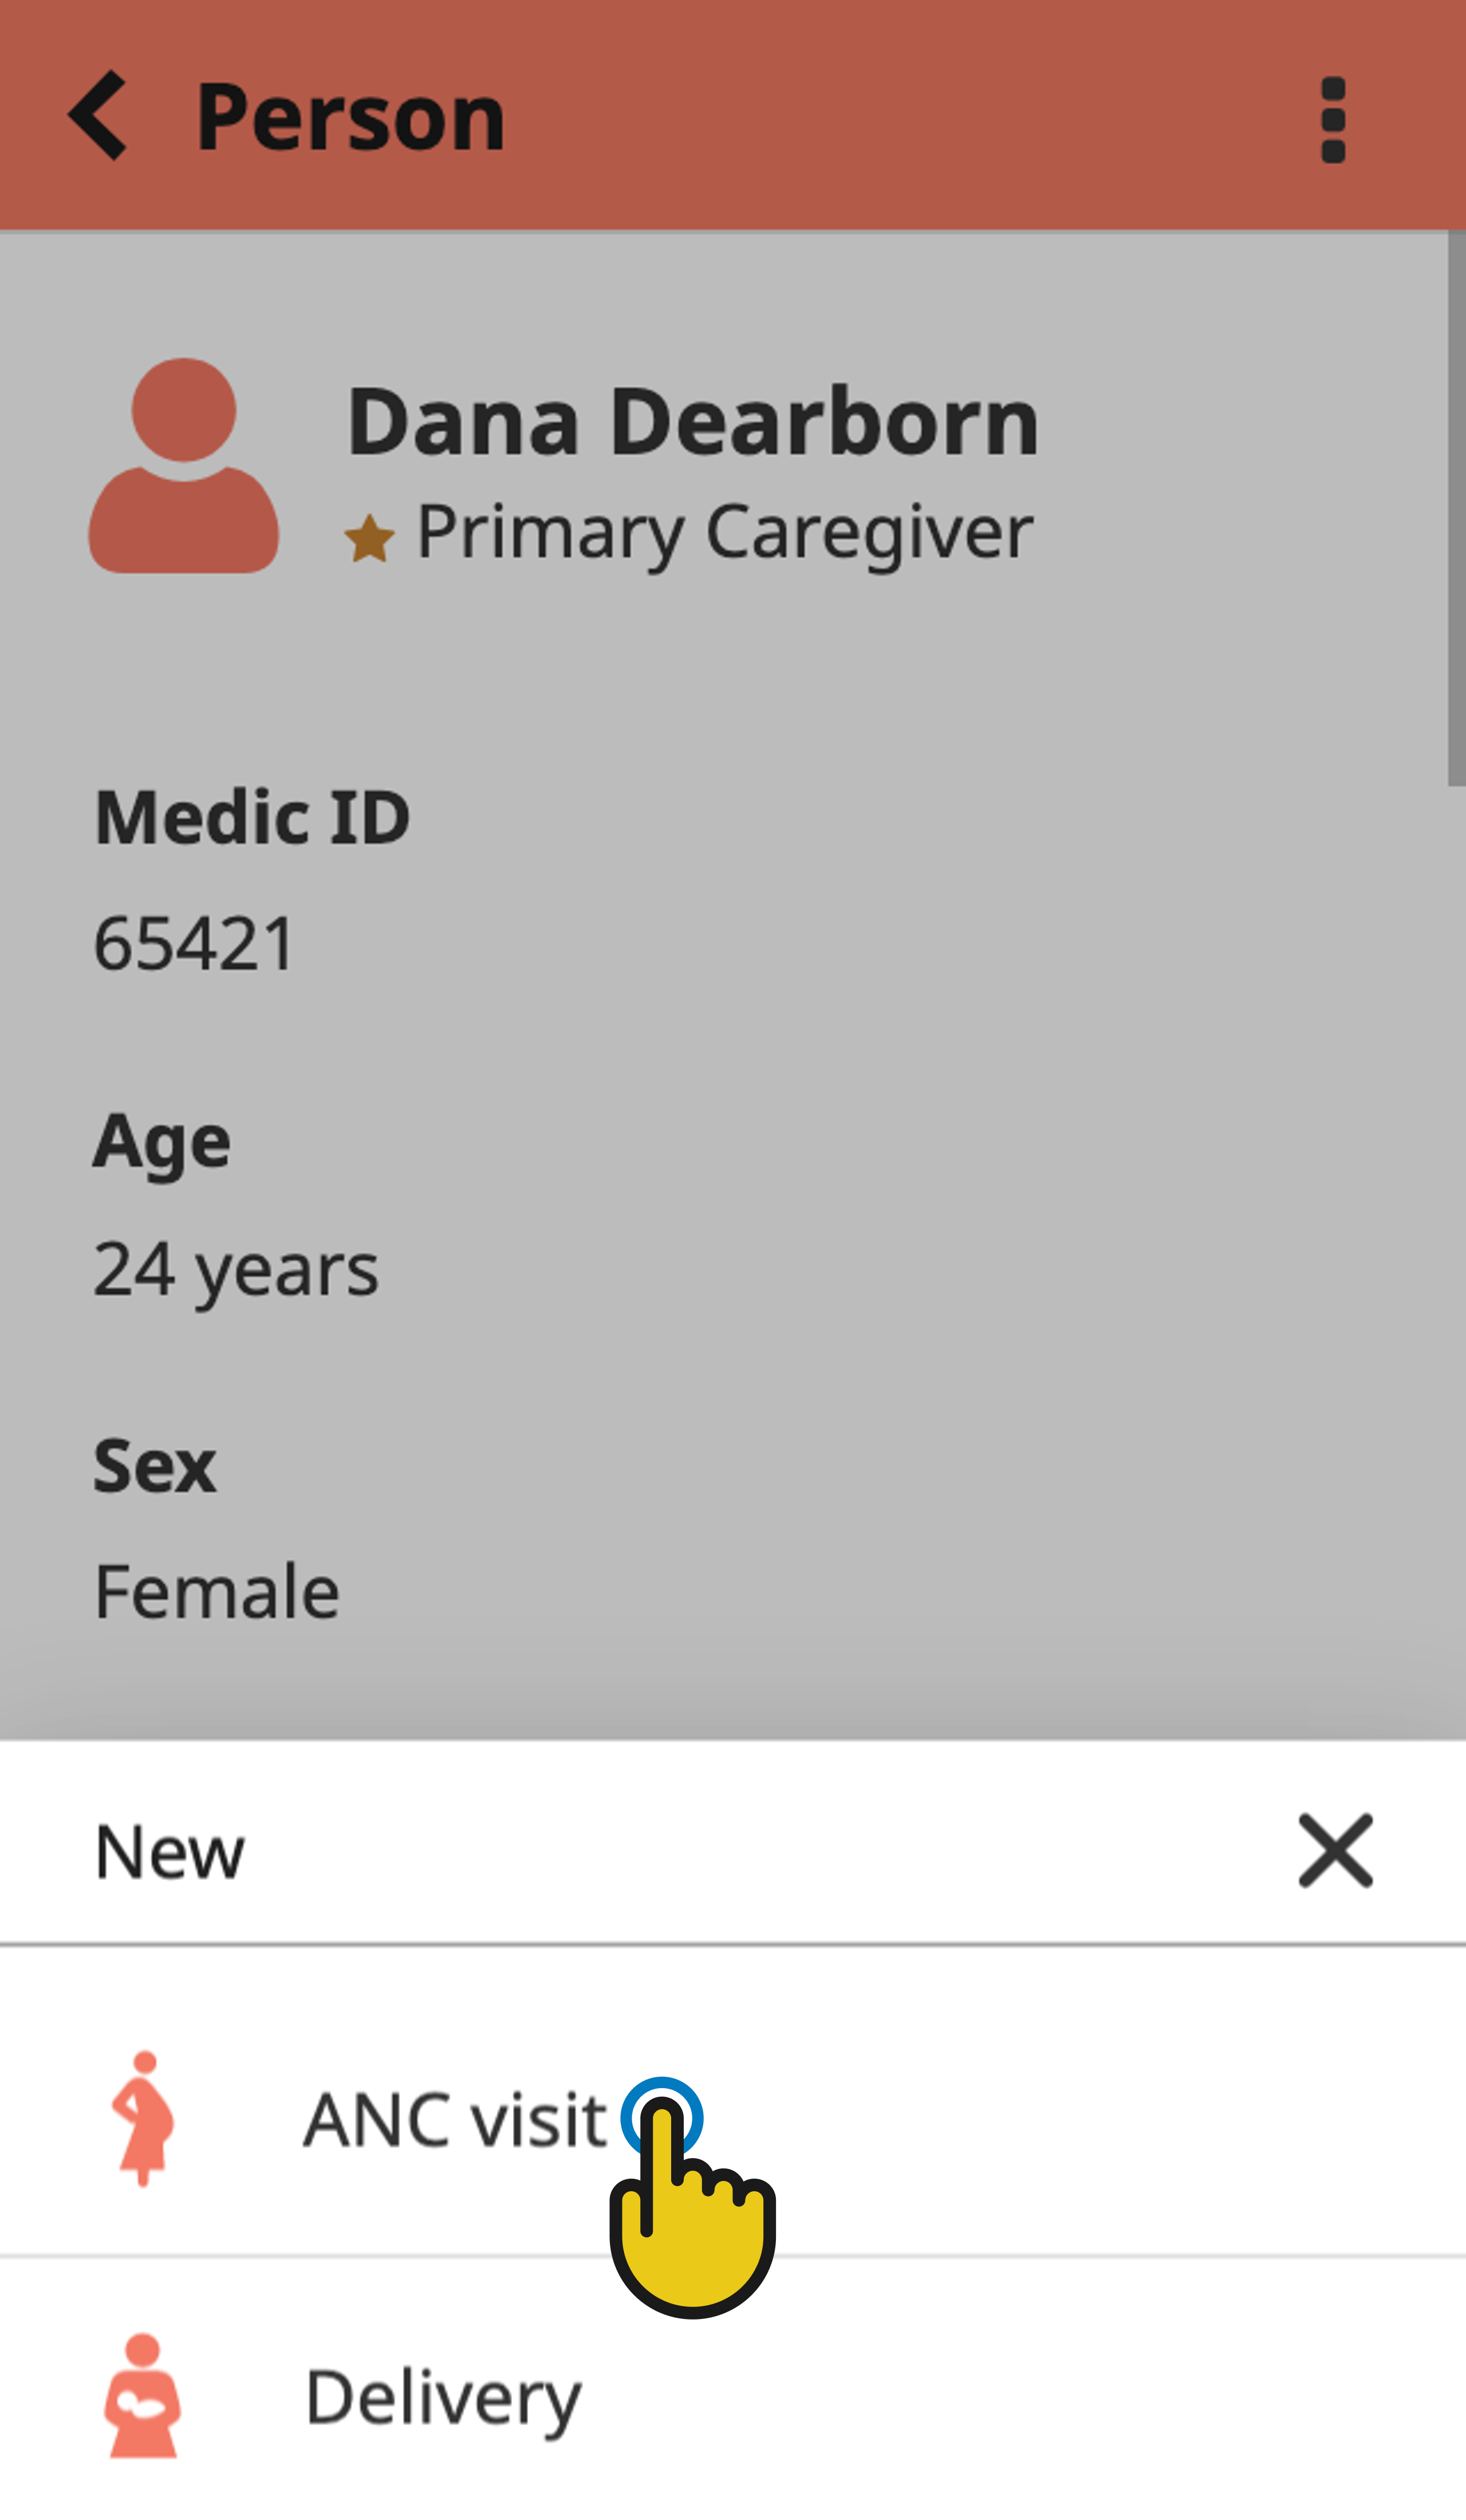 Person
Dana Dearborn
Primary Caregiver
Medic ID
65421
Age
24 years
Sex
Female
New
ANC visit
Delivery